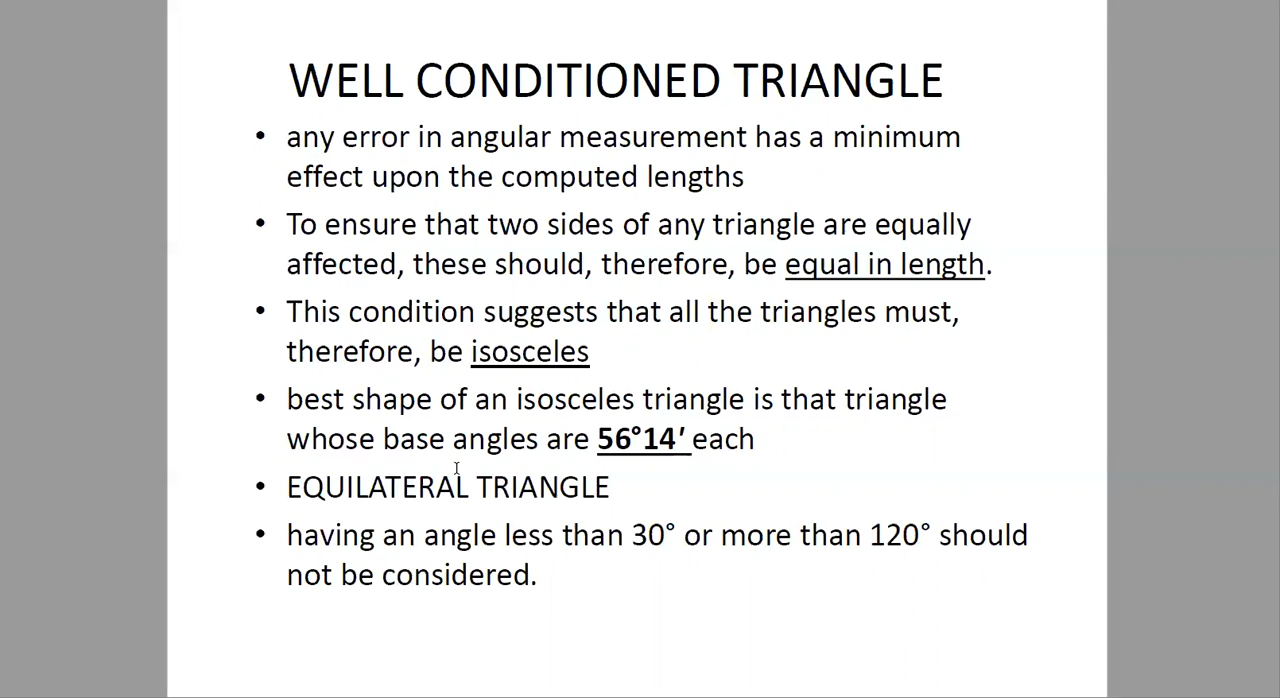 WELL CONDITIONED TRIANGLE
• any error in angular measurement has a minimum
effect upon the computed lengths
• To ensure that two sides of any triangle are equally
affected, these should, therefore, be equal in length.
• This condition suggests that all the triangles must,
therefore, be isosceles
• best shape of an isosceles triangle is that triangle
whose base angles are 56°14′ each
• EQUILATERAL TRIANGLE
• having an angle less than 30° or more than 120° should
not be considered.